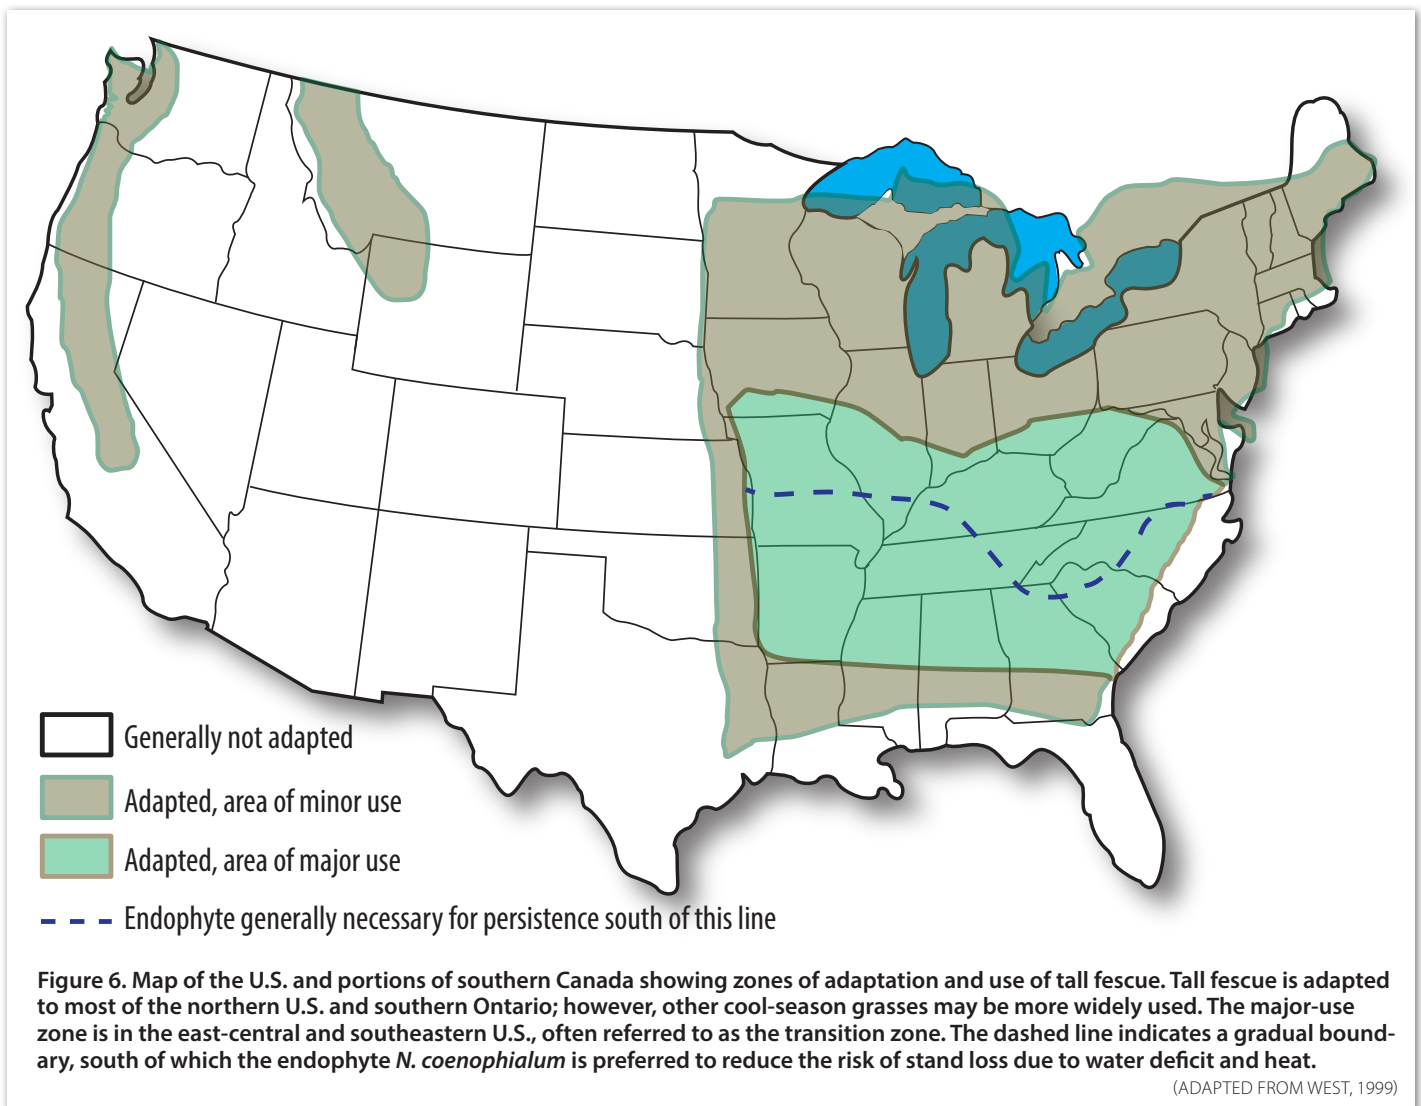 Generally not adapted
Adapted, area of minor use
Adapted, area of major use
Endophyte generally necessary for persistence south of this line
Figure 6. Map of the U.S. and portions of southern Canada showing zones of adaptation and use of tall fescue. Tall fescue is adapted
to most of the northern U.S. and southern Ontario; however, other cool-season grasses may be more widely used. The major-use
zone is in the east-central and southeastern U.S., often referred to as the transition zone. The dashed line indicates a gradual bound-
ary, south of which the endophyte N. coenophialum is preferred to reduce the risk of stand loss due to water deficit and heat.
(ADAPTED FROM WEST, 1999)